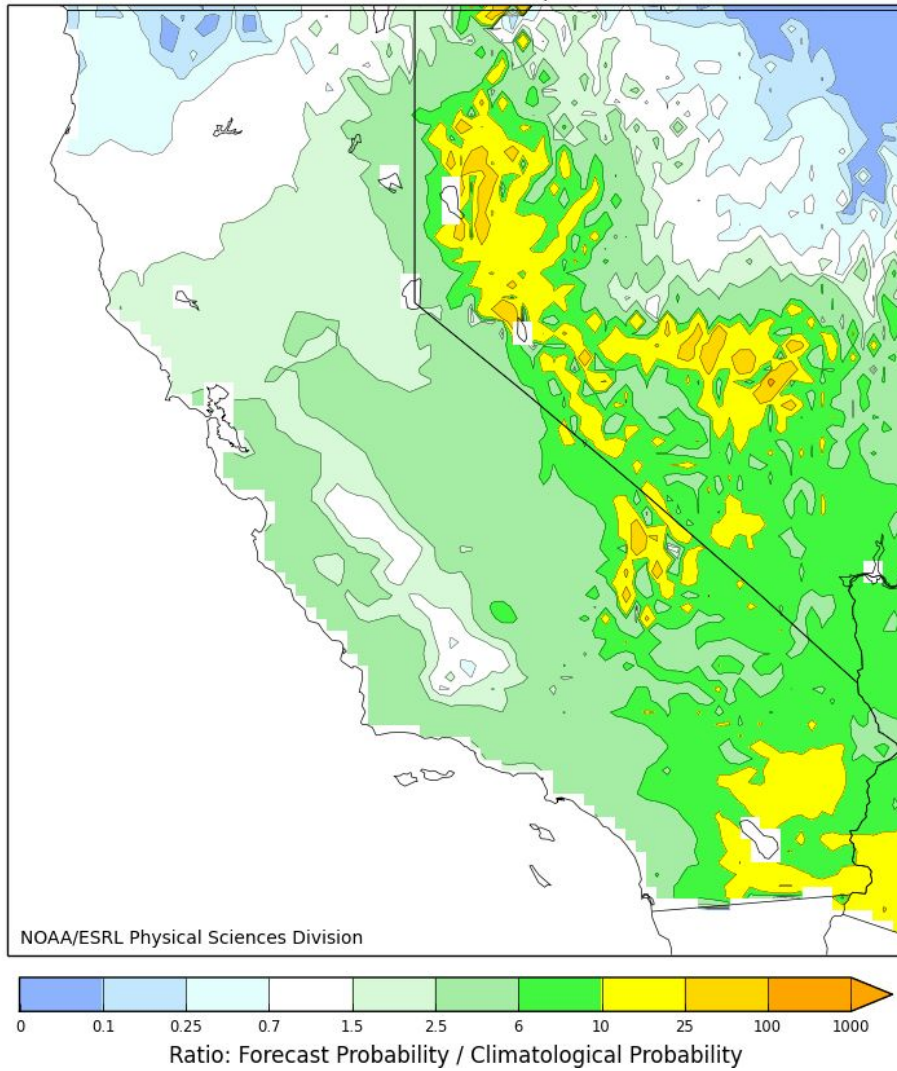 NOAA/ESRL Physical Sciences Division
0 0.1 0.25 0.7 1.5 2.5 6 10 25 100 1000
Ratio: Forecast Probability / Climatological Probability